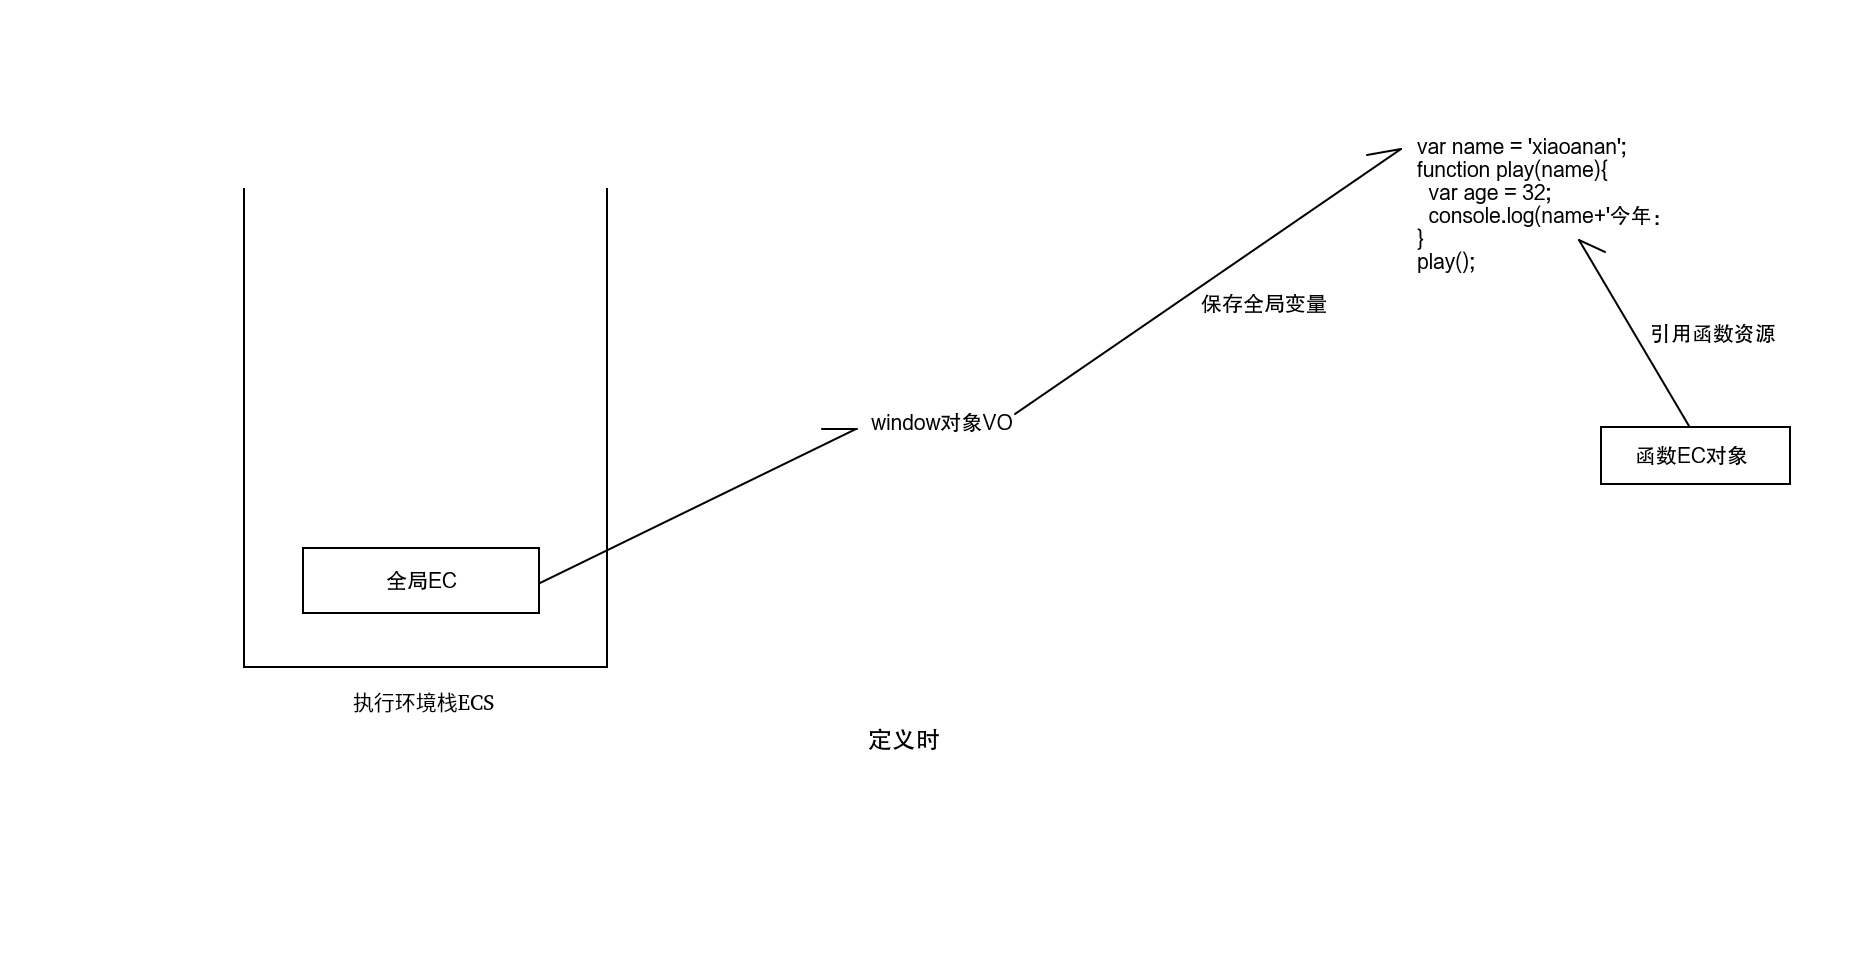 var name = 'xiaoanan';
function play(name){
var age = 32;
console.log(name+'今年：
}
play();
保存全局变量
引用函数资源
window对象VO
函数EC对象
全局EC
执行环境栈ECS
定义时